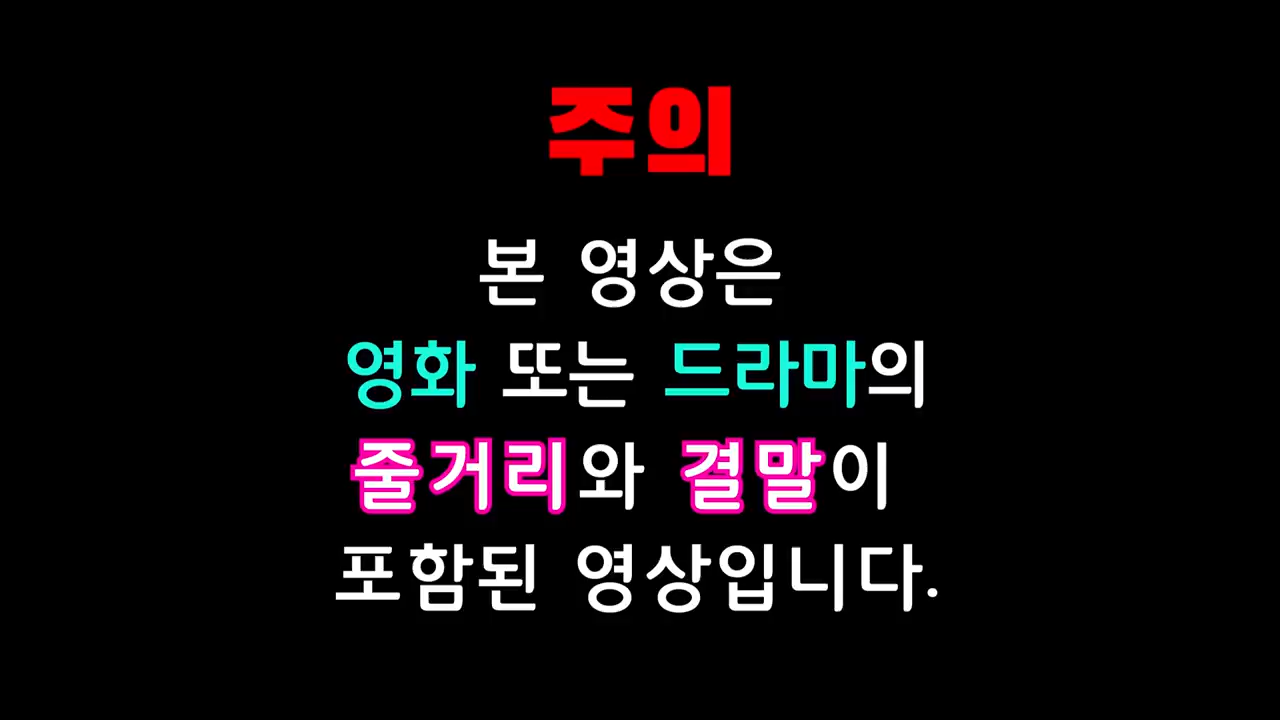 주의
본 영상은
영화 또는 드라마의
줄거리와 결말이
포함된 영상입니다.